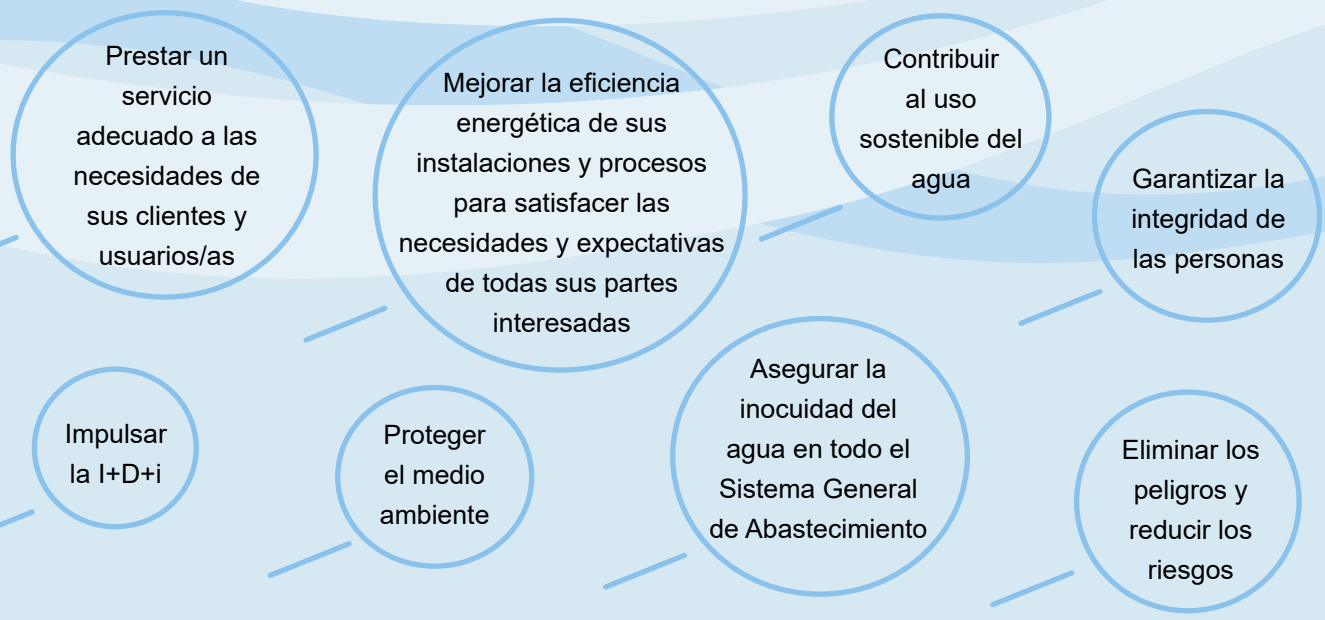 Prestar un
servicio
adecuado a las
necesidades de
sus clientes y
usuarios/as
Mejorar la eficiencia
energética de sus
instalaciones y procesos
para satisfacer las
necesidades y expectativas
de todas sus partes
interesadas
Contribuir
al uso
sostenible del
agua
Garantizar la
integridad de
las personas
Impulsar
la I+D+i
Proteger
el medio
ambiente
Asegurar la
inocuidad del
agua en todo el
Sistema General
de Abastecimiento
Eliminar los
peligros y
reducir los
riesgos